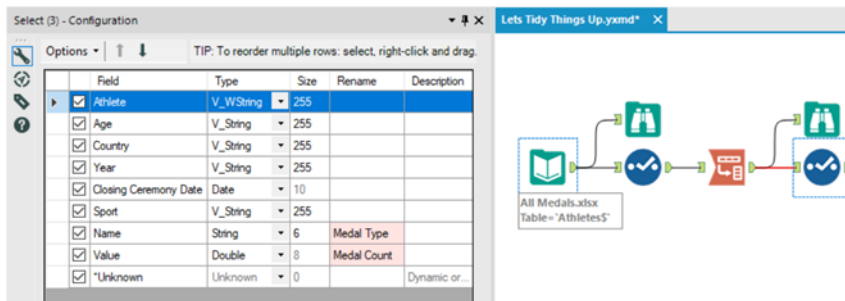 Select (3) - Configuration
Options
TIP: To reorder multiple rows: select, right-click and drag.
Field Type Size Rename Description
Athlete V_WString 255
Age V_String 255
Country V_String 255
Year V_String 255
Closing Ceremony Date Date 10
Sport V_String 255
Name String 6 Medal Type
Value Double 8 Medal Count
*Unknown Unknown 0 Dynamic or...
Lets Tidy Things Up.yxmd*
All Medals.xlsx
Table=`Athletes$`